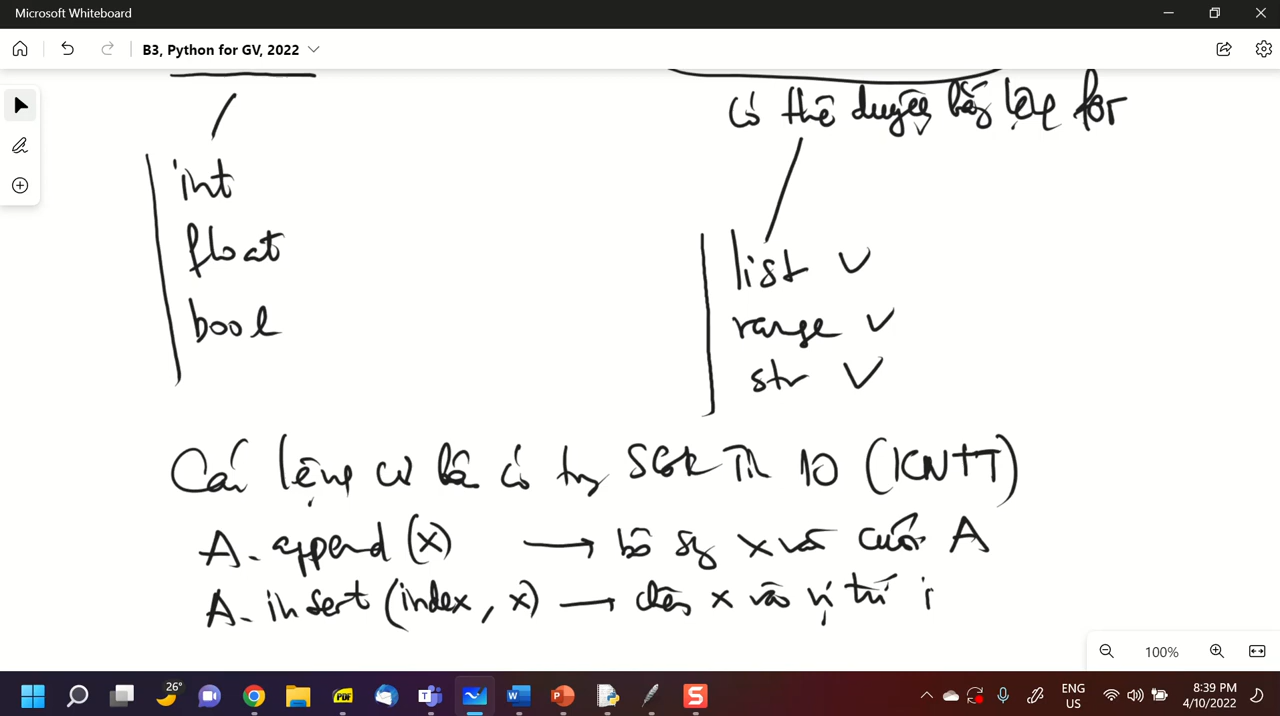 Microsoft Whiteboard
B3, Python for GV, 2022
có thể duyệt bằng lệnh for
int
float
bool
list ✓
range ✓
str ✓
Các lệnh cơ bản có trong SGK Th 10 (KNTT)
A.append(x) → bổ sg x vào cuối A
A.insert(index, x) → chèn x vào vị trí i
100%
26°
ENG
US
8:39 PM
4/10/2022